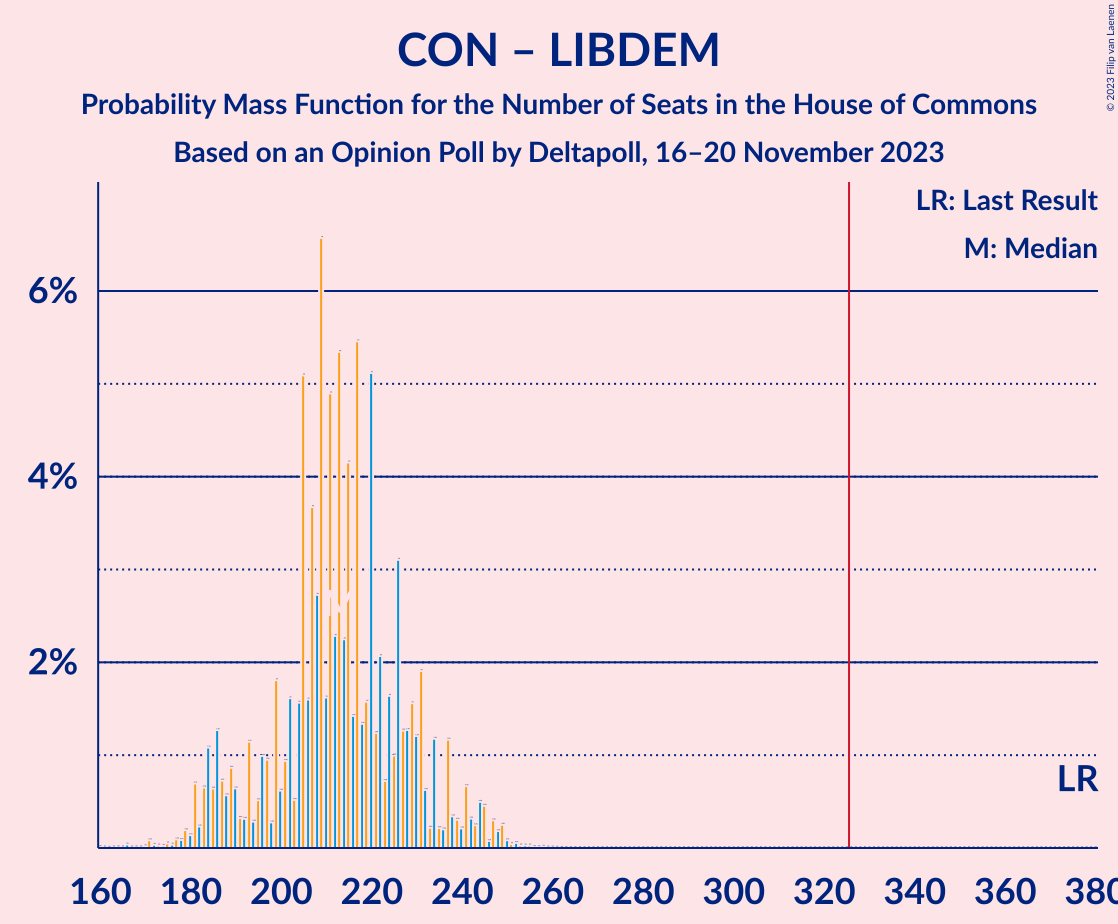 CON – LIBDEM
Probability Mass Function for the Number of Seats in the House of Commons
Based on an Opinion Poll by Deltapoll, 16–20 November 2023
© 2023 Filip van Laenen
LR: Last Result
M: Median
6%
4%
2%
LR
M
160 180 200 220 240 260 280 300 320 340 360 380